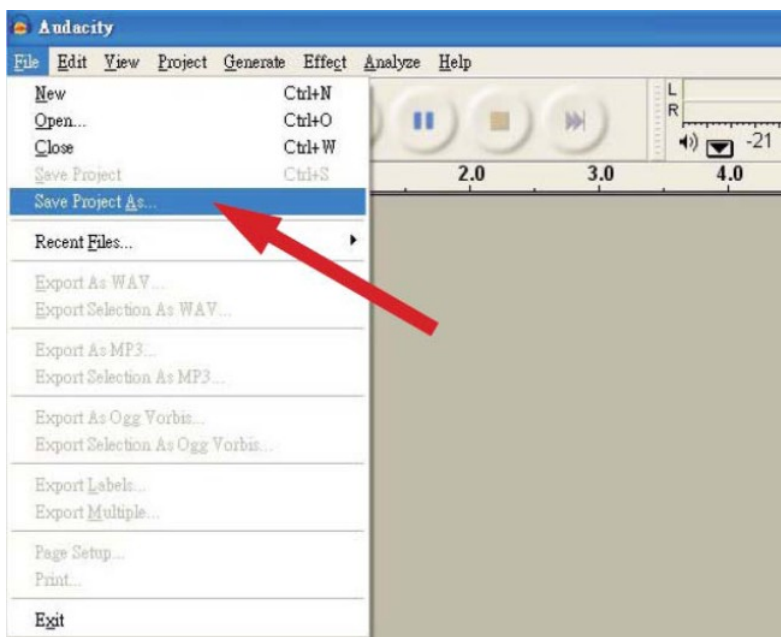 Audacity
File Edit View Project Generate Effect Analyze Help
New Ctrl+N
Open... Ctrl+O
Close Ctrl+W
Save Project Ctrl+S
Save Project As...
Recent Files...
Export As WAV...
Export Selection As WAV...
Export As MP3...
Export Selection As MP3...
Export As Ogg Vorbis...
Export Selection As Ogg Vorbis...
Export Labels...
Export Multiple...
Page Setup...
Print...
Exit
L
R
-21
2.0 3.0 4.0